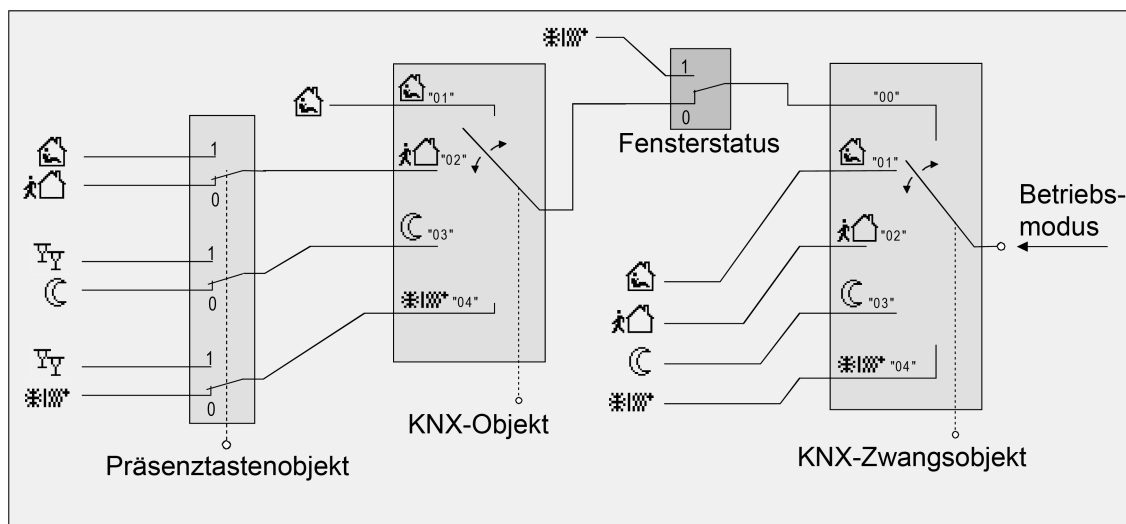 1
0
1
0
1
0
Präsenztastenobjekt
"01"
"02"
"03"
"04"
KNX-Objekt
1
0
Fensterstatus
"00"
"01"
"02"
"03"
"04"
KNX-Zwangsobjekt
Betriebs-
modus